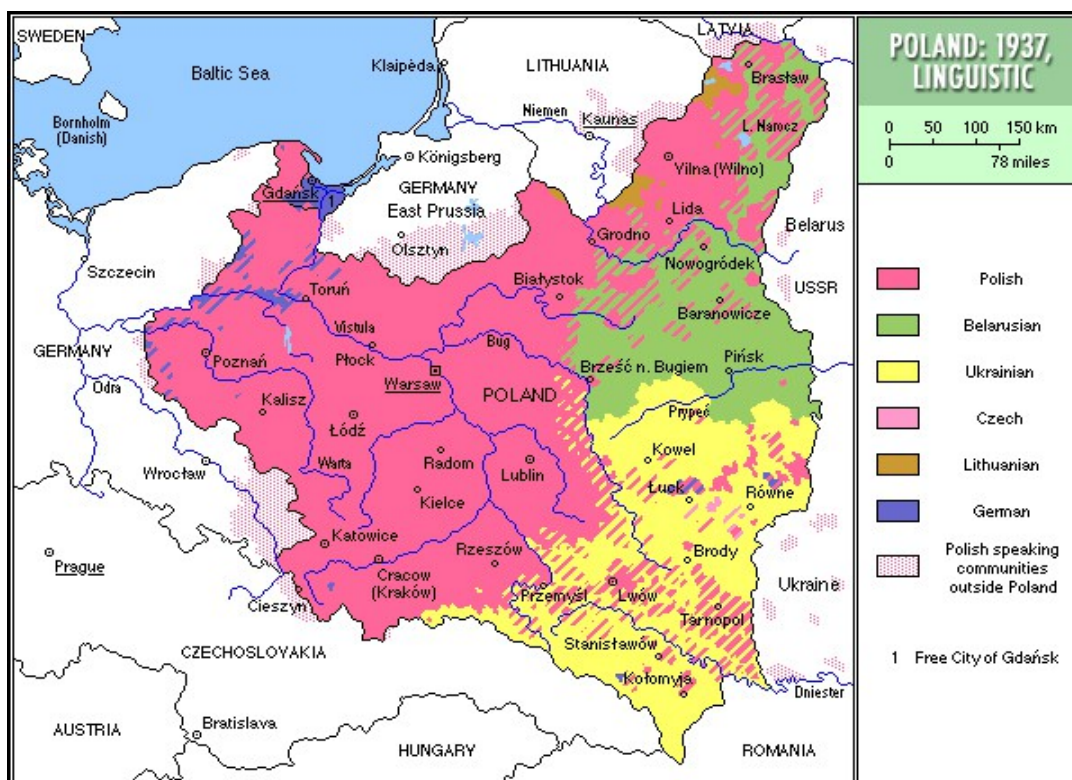 SWEDEN
LATVIA
POLAND: 1937,
LINGUISTIC
Baltic Sea
Klaipėda
LITHUANIA
Brasław
Bornholm
(Danish)
Niemen
Kaunas
L. Narocz
0 50 100 150 km
0 78 miles
Königsberg
Vilna (Wilno)
Gdańsk
1
GERMANY
East Prussia
Lida
Olsztyn
Grodno
Belarus
Szczecin
Nowogródek
Toruń
Białystok
USSR
Polish
Baranowicze
Vistula
Belarusian
GERMANY
Poznań
Płock
Bug
Brześć n. Bugiem
Pińsk
Odra
Warsaw
POLAND
Ukrainian
Kalisz
Łódź
Prypeć
Czech
Kowel
Wrocław
Warta
Radom
Lublin
Lithuanian
Kielce
Łuck
Równe
German
Katowice
Rzeszów
Brody
Polish speaking
communities
outside Poland
Prague
Cracow
(Kraków)
Cieszyn
Przemyśl
Lwów
Ukraine
Tarnopol
Stanisławów
CZECHOSLOVAKIA
1 Free City of Gdańsk
Kołomyja
Dniester
AUSTRIA
Bratislava
HUNGARY
ROMANIA